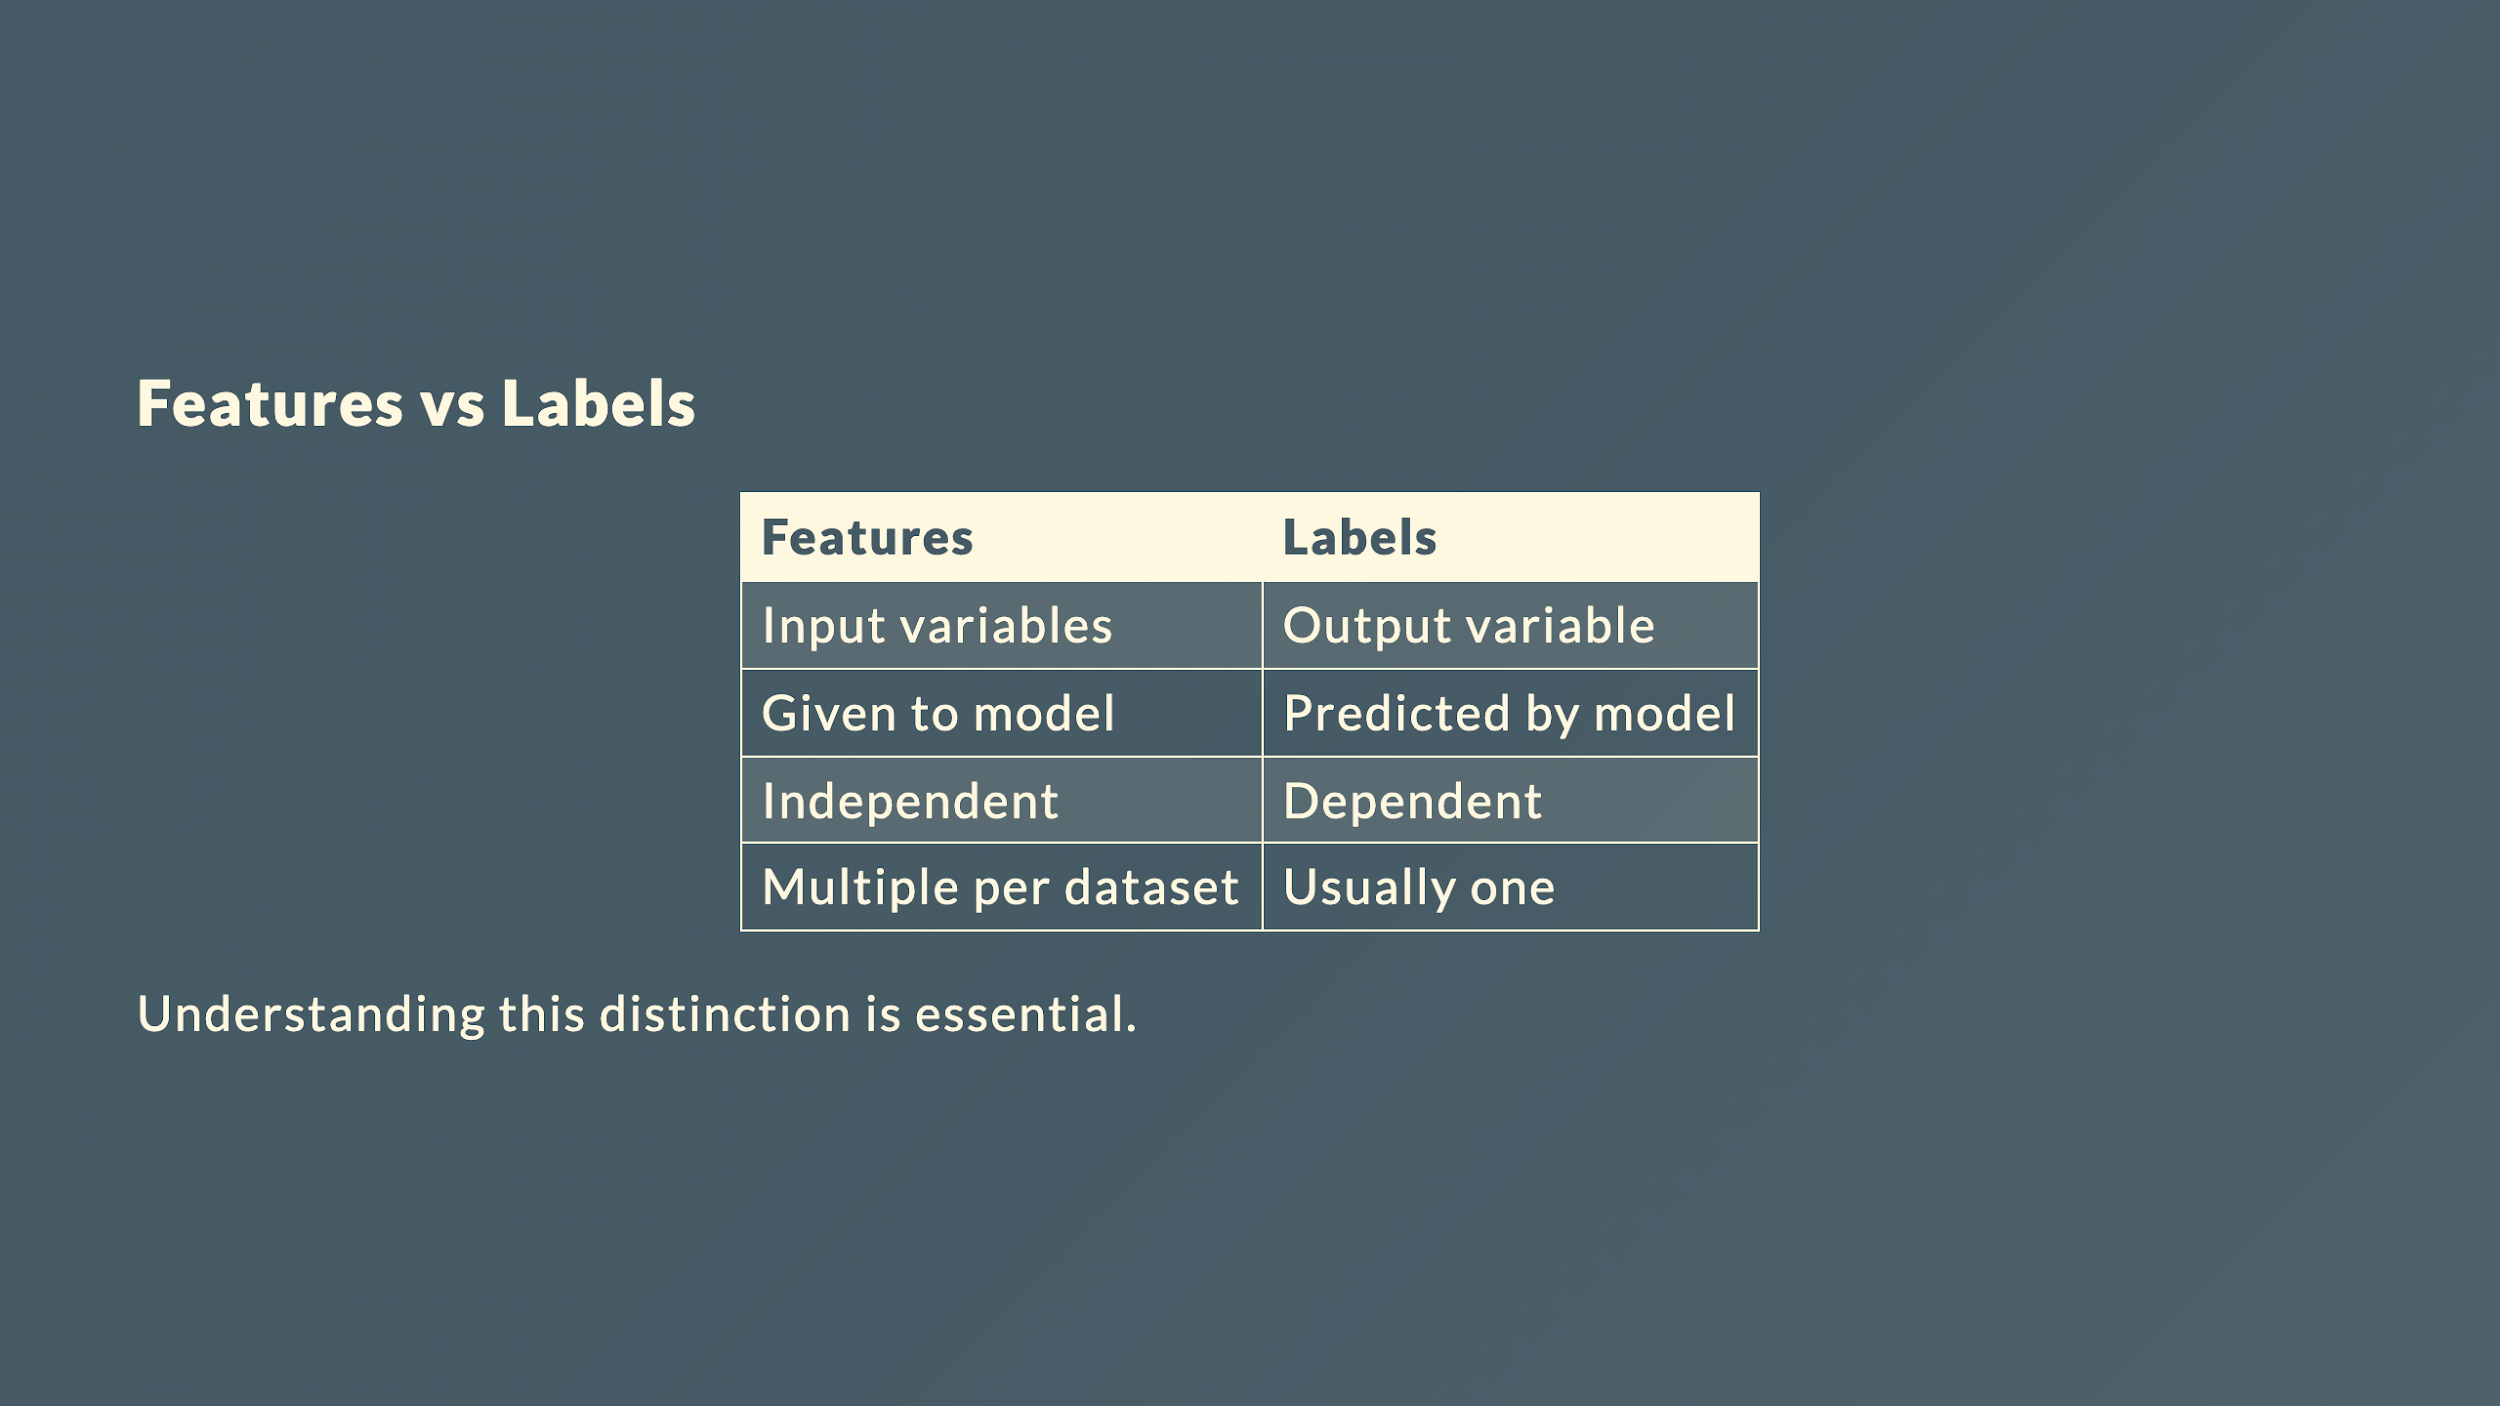 Features vs Labels
Features Labels
Input variables Output variable
Given to model Predicted by model
Independent Dependent
Multiple per dataset Usually one
Understanding this distinction is essential.